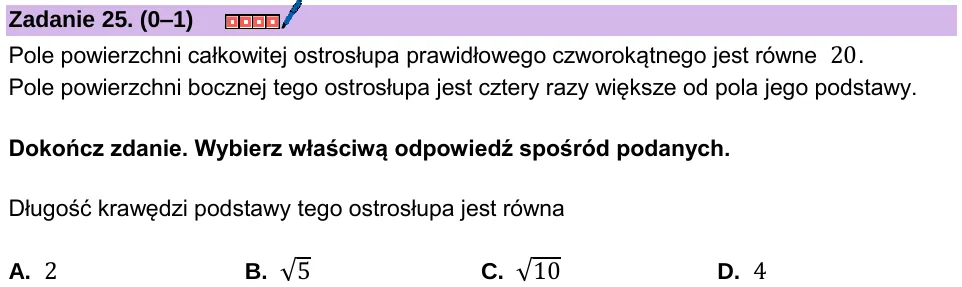 Zadanie 25. (0–1)
Pole powierzchni całkowitej ostrosłupa prawidłowego czworokątnego jest równe 20.
Pole powierzchni bocznej tego ostrosłupa jest cztery razy większe od pola jego podstawy.
Dokończ zdanie. Wybierz właściwą odpowiedź spośród podanych.
Długość krawędzi podstawy tego ostrosłupa jest równa
A. 2 B. √5 C. √10 D. 4